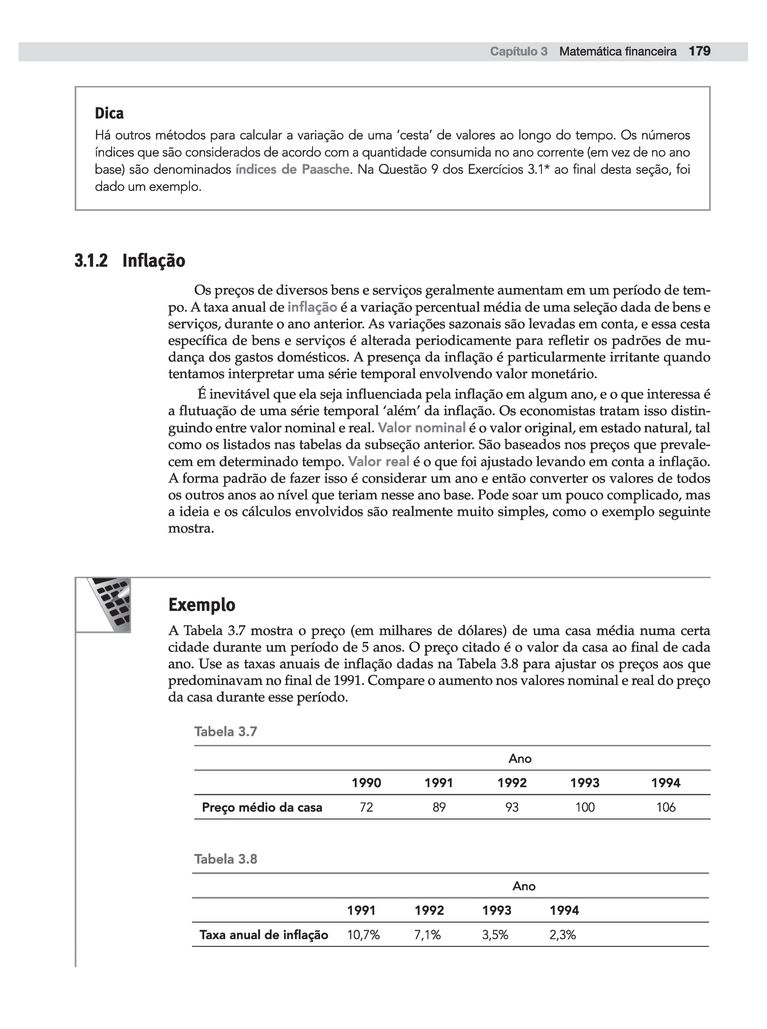 Capítulo 3 Matemática financeira 179
Dica
Há outros métodos para calcular a variação de uma ‘cesta’ de valores ao longo do tempo. Os números
índices que são considerados de acordo com a quantidade consumida no ano corrente (em vez de no ano
base) são denominados índices de Paasche. Na Questão 9 dos Exercícios 3.1* ao final desta seção, foi
dado um exemplo.
3.1.2 Inflação
Os preços de diversos bens e serviços geralmente aumentam em um período de tem-
po. A taxa anual de inflação é a variação percentual média de uma seleção dada de bens e
serviços, durante o ano anterior. As variações sazonais são levadas em conta, e essa cesta
específica de bens e serviços é alterada periodicamente para refletir os padrões de mu-
dança dos gastos domésticos. A presença da inflação é particularmente irritante quando
tentamos interpretar uma série temporal envolvendo valor monetário.
É inevitável que ela seja influenciada pela inflação em algum ano, e o que interessa é
a flutuação de uma série temporal ‘além’ da inflação. Os economistas tratam isso distin-
guindo entre valor nominal e real. Valor nominal é o valor original, em estado natural, tal
como os listados nas tabelas da subseção anterior. São baseados nos preços que prevale-
cem em determinado tempo. Valor real é o que foi ajustado levando em conta a inflação.
A forma padrão de fazer isso é considerar um ano e então converter os valores de todos
os outros anos ao nível que teriam nesse ano base. Pode soar um pouco complicado, mas
a ideia e os cálculos envolvidos são realmente muito simples, como o exemplo seguinte
mostra.
Exemplo
A Tabela 3.7 mostra o preço (em milhares de dólares) de uma casa média numa certa
cidade durante um período de 5 anos. O preço citado é o valor da casa ao final de cada
ano. Use as taxas anuais de inflação dadas na Tabela 3.8 para ajustar os preços aos que
predominavam no final de 1991. Compare o aumento nos valores nominal e real do preço
da casa durante esse período.
Tabela 3.7
Ano
1990 1991 1992 1993 1994
Preço médio da casa 72 89 93 100 106
Tabela 3.8
Ano
1991 1992 1993 1994
Taxa anual de inflação 10,7% 7,1% 3,5% 2,3%